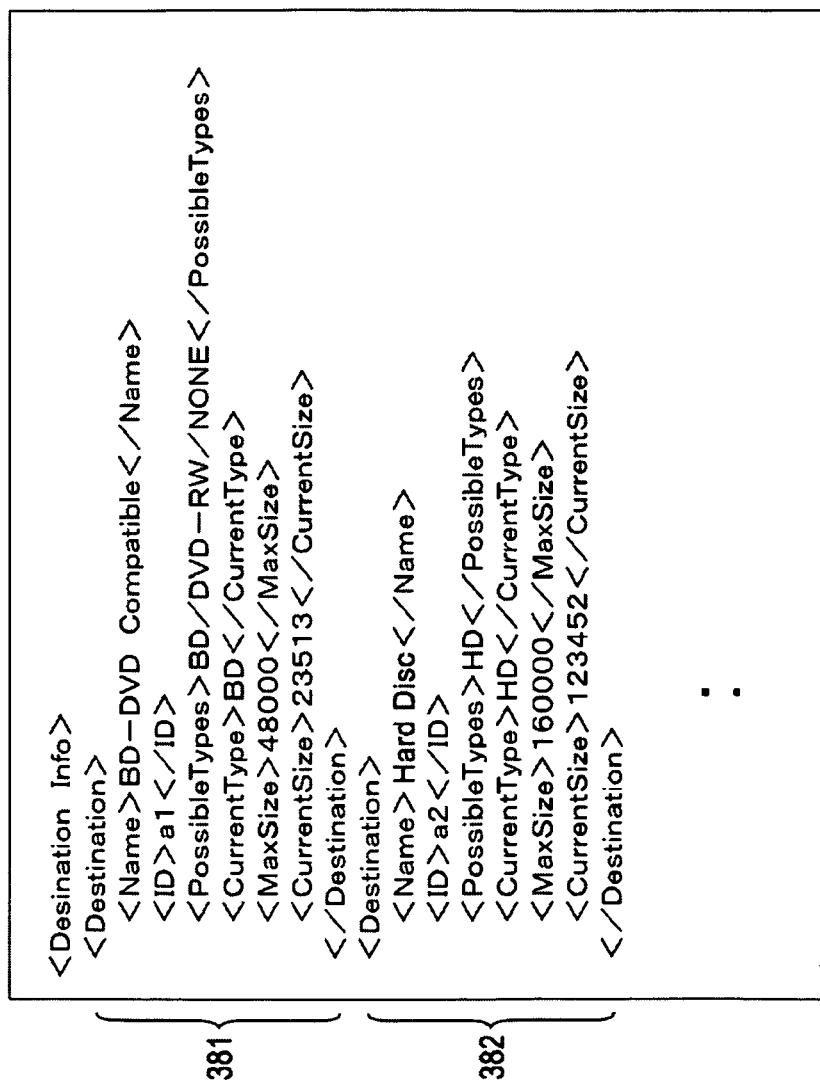 <Desination Info>
<Destination>
<Name>BD-DVD Compatible</Name>
<ID>a1</ID>
<PossibleTypes>BD/DVD-RW/NONE</PossibleTypes>
<CurrentType>BD</CurrentType>
<MaxSize>48000</MaxSize>
<CurrentSize>23513</CurrentSize>
</Destination>
<Destination>
<Name>Hard Disc</Name>
<ID>a2</ID>
<PossibleTypes>HD</PossibleTypes>
<CurrentType>HD</CurrentType>
<MaxSize>160000</MaxSize>
<CurrentSize>123452</CurrentSize>
</Destination>
381
382